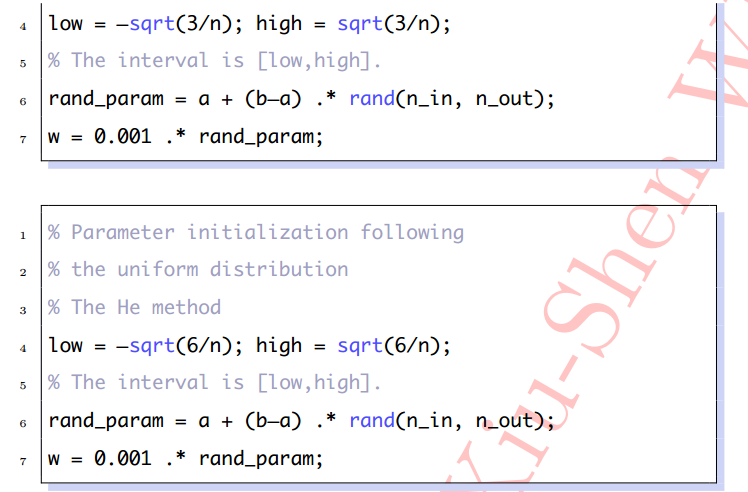 4 low = −sqrt(3/n); high = sqrt(3/n);
5 % The interval is [low,high].
6 rand_param = a + (b−a) .* rand(n_in, n_out);
7 w = 0.001 .* rand_param;
1 % Parameter initialization following
2 % the uniform distribution
3 % The He method
4 low = −sqrt(6/n); high = sqrt(6/n);
5 % The interval is [low,high].
6 rand_param = a + (b−a) .* rand(n_in, n_out);
7 w = 0.001 .* rand_param;
Xiu-Shen W